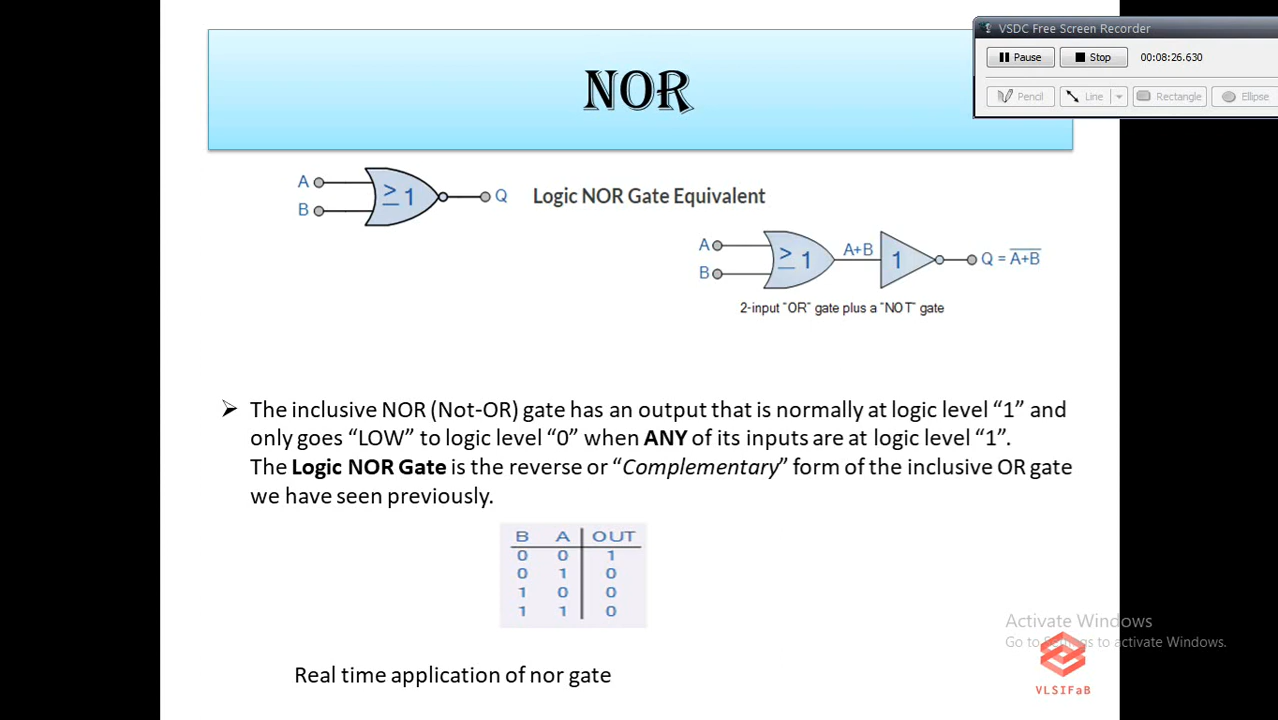 VSDC Free Screen Recorder
Pause Stop 00:08:26.630
Pencil Line Rectangle Ellipse
NOR
A
B
≥ 1
Q
Logic NOR Gate Equivalent
A
B
≥ 1
A+B
1
Q = A̅+̅B̅
2-input "OR" gate plus a "NOT" gate
➢ The inclusive NOR (Not-OR) gate has an output that is normally at logic level “1” and
only goes “LOW” to logic level “0” when ANY of its inputs are at logic level “1”.
The Logic NOR Gate is the reverse or “Complementary” form of the inclusive OR gate
we have seen previously.
B A OUT
0 0 1
0 1 0
1 0 0
1 1 0
Real time application of nor gate
Activate Windows
Go to Settings to activate Windows.
VLSIFaB